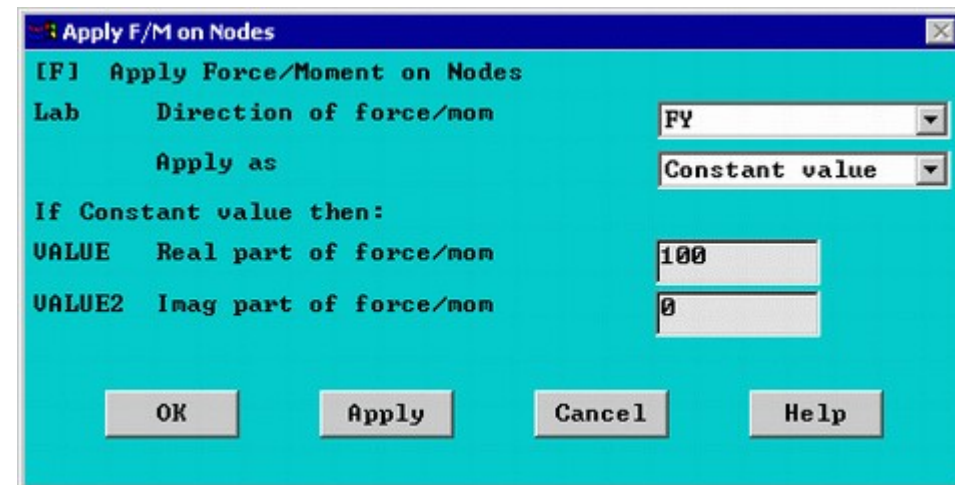 Apply F/M on Nodes
[F] Apply Force/Moment on Nodes
Lab Direction of force/mom FY
Apply as Constant value
If Constant value then:
VALUE Real part of force/mom 100
VALUE2 Imag part of force/mom 0
OK Apply Cancel Help